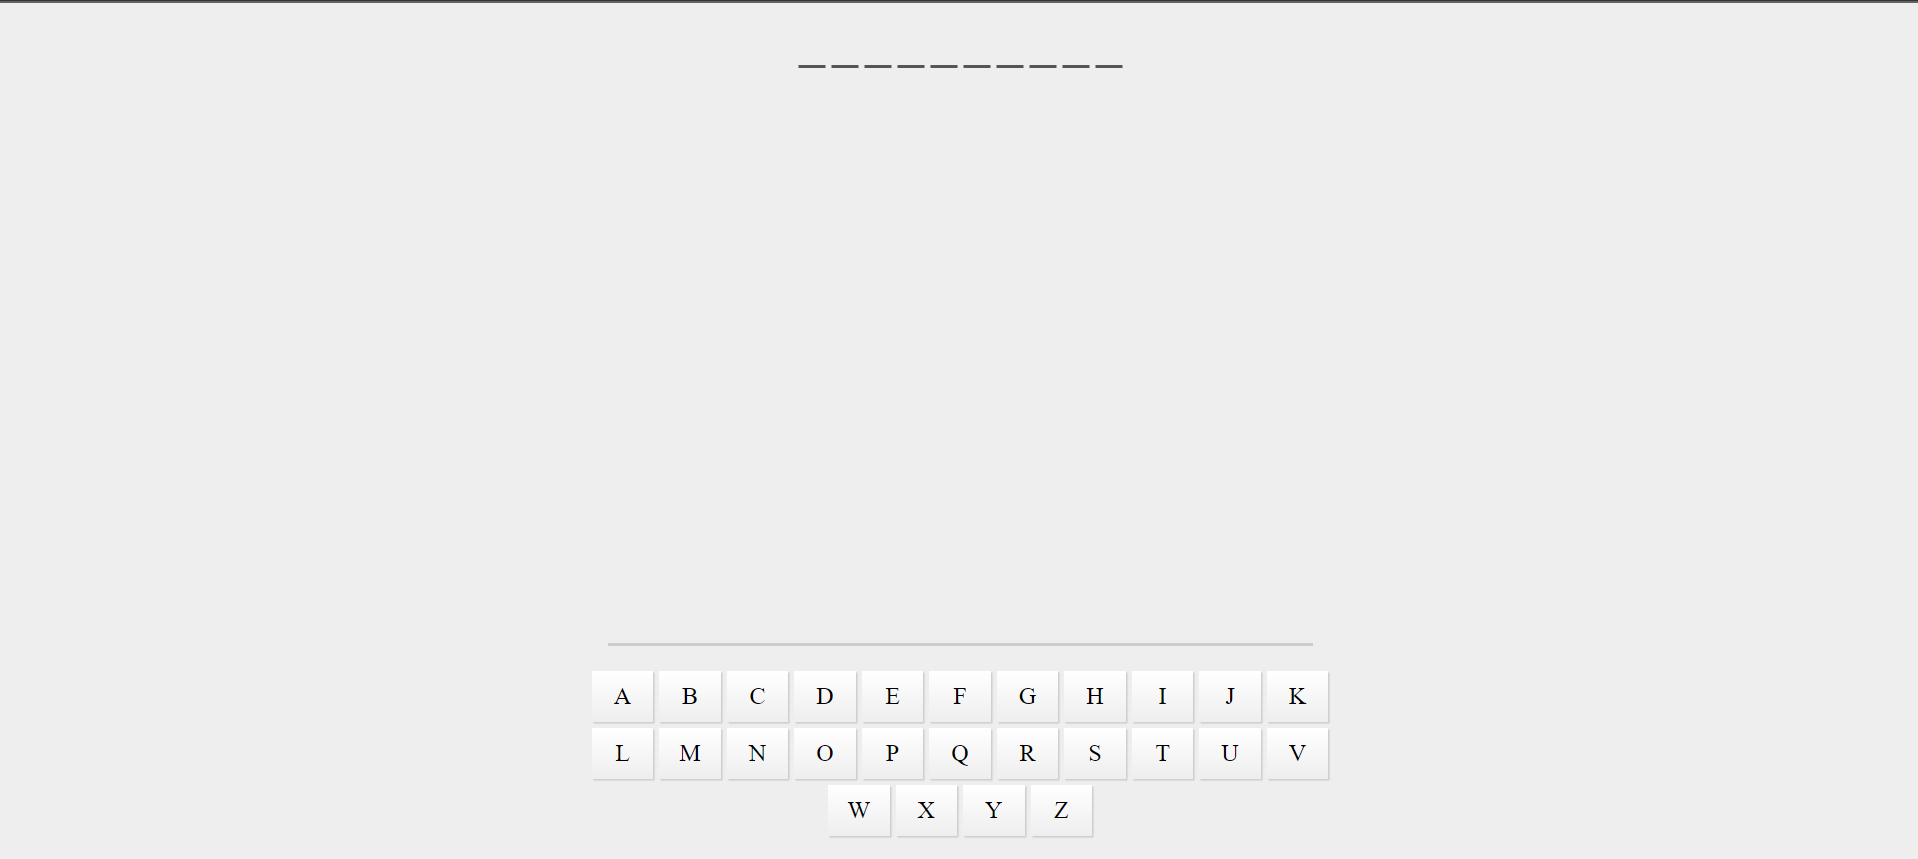 _ _ _ _ _ _ _ _ _ _
A B C D E F G H I J K
L M N O P Q R S T U V
W X Y Z